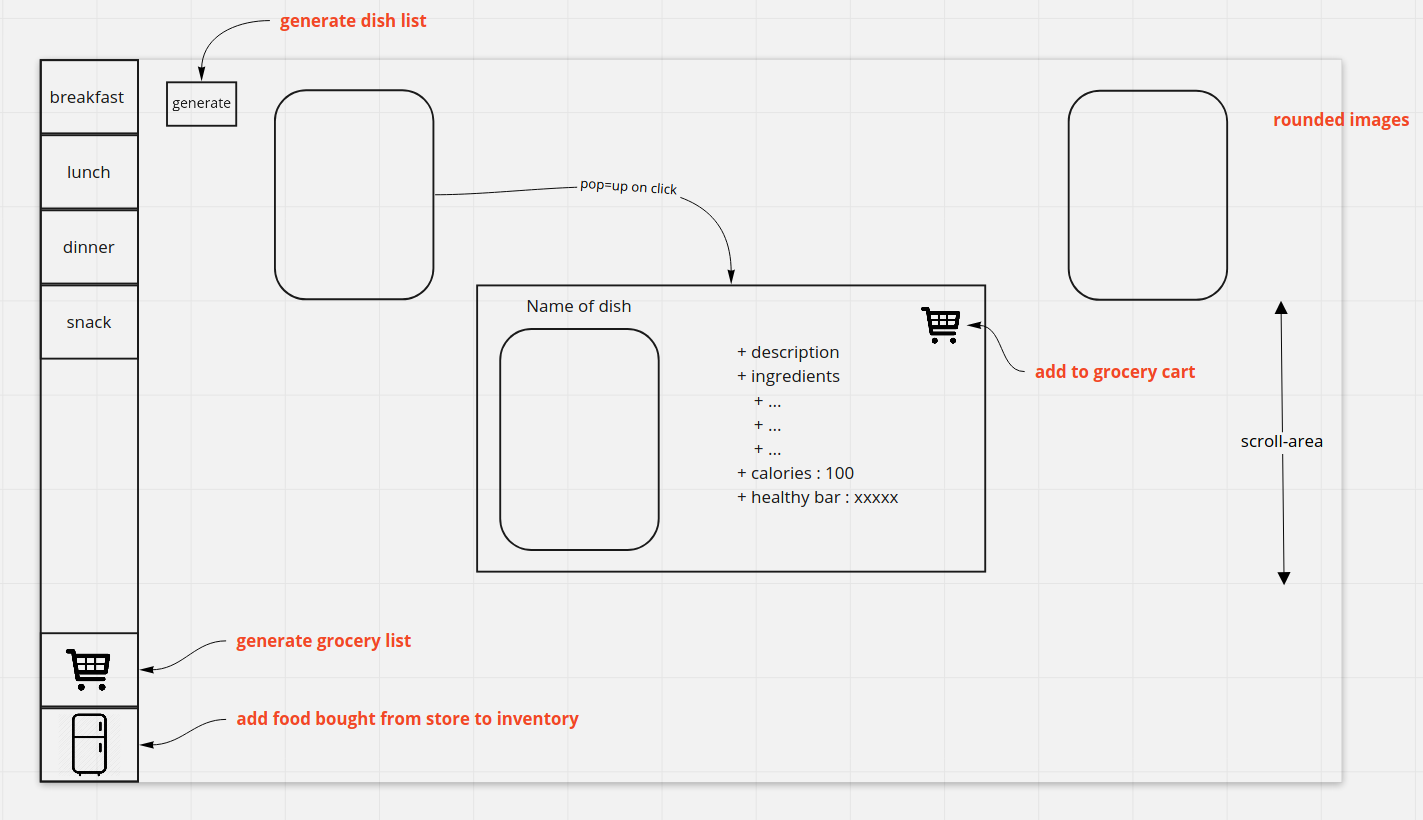 generate dish list
breakfast
generate
rounded images
lunch
pop=up on click
dinner
Name of dish
snack
+ description
+ ingredients
+ ...
+ ...
+ ...
+ calories : 100
+ healthy bar : xxxxx
add to grocery cart
scroll-area
generate grocery list
add food bought from store to inventory